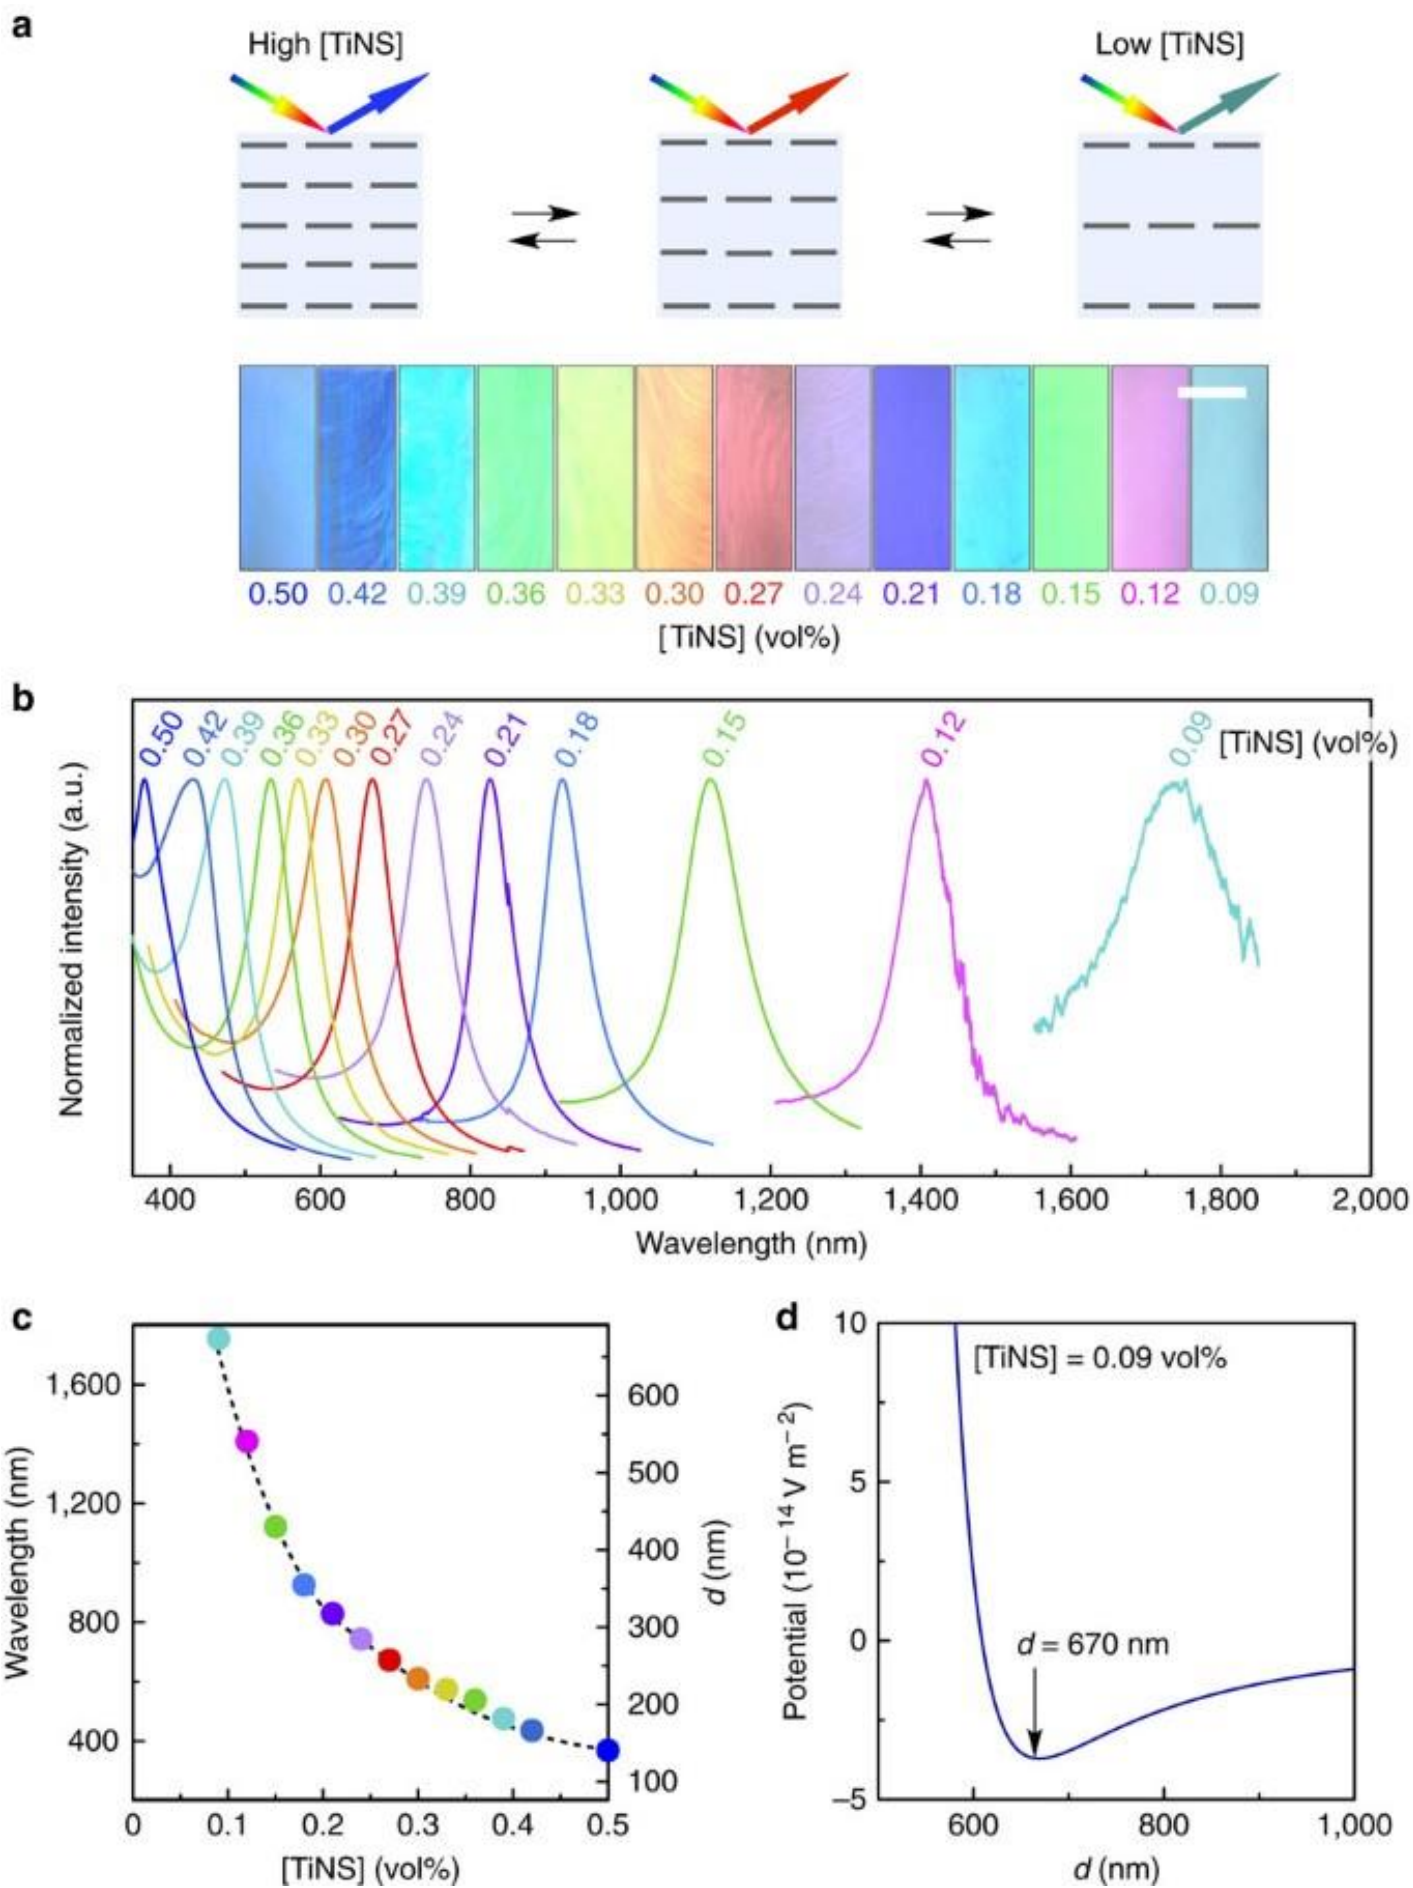 a
High [TiNS]
Low [TiNS]
0.50 0.42 0.39 0.36 0.33 0.30 0.27 0.24 0.21 0.18 0.15 0.12 0.09
[TiNS] (vol%)
b
0.50 0.42 0.39 0.36 0.33 0.30 0.27 0.24 0.21 0.18 0.15 0.12 0.09
[TiNS] (vol%)
Normalized intensity (a.u.)
400 600 800 1,000 1,200 1,400 1,600 1,800 2,000
Wavelength (nm)
c
Wavelength (nm)
1,600
1,200
800
400
600
500
400
300
200
100
d (nm)
0 0.1 0.2 0.3 0.4 0.5
[TiNS] (vol%)
d
Potential (10⁻¹⁴ V m⁻²)
10
5
0
–5
[TiNS] = 0.09 vol%
d = 670 nm
600 800 1,000
d (nm)